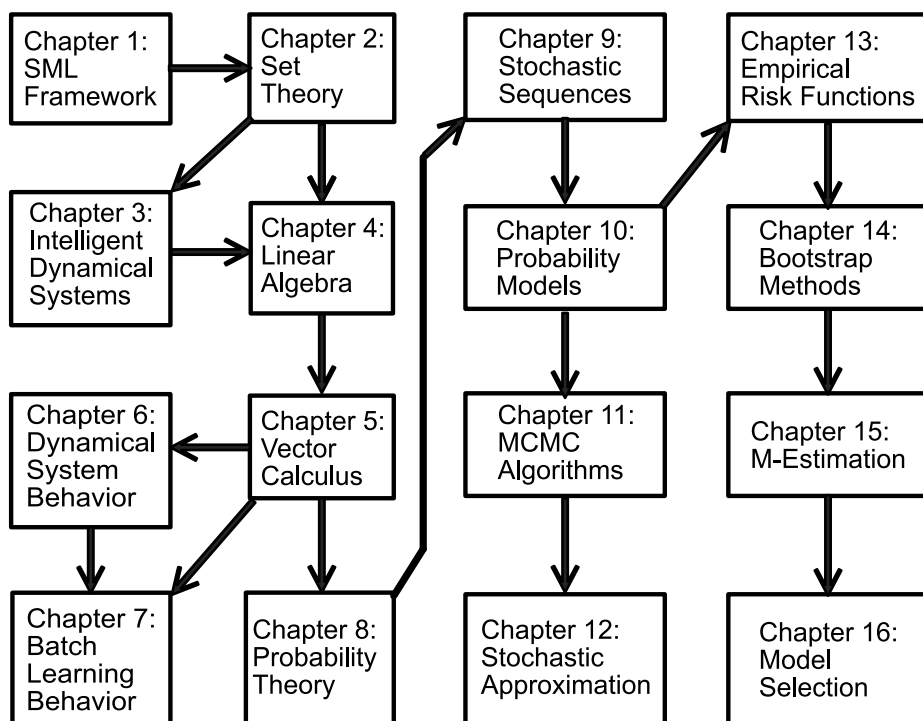 Chapter 1:
SML
Framework
Chapter 2:
Set
Theory
Chapter 3:
Intelligent
Dynamical
Systems
Chapter 4:
Linear
Algebra
Chapter 5:
Vector
Calculus
Chapter 6:
Dynamical
System
Behavior
Chapter 7:
Batch
Learning
Behavior
Chapter 8:
Probability
Theory
Chapter 9:
Stochastic
Sequences
Chapter 10:
Probability
Models
Chapter 11:
MCMC
Algorithms
Chapter 12:
Stochastic
Approximation
Chapter 13:
Empirical
Risk Functions
Chapter 14:
Bootstrap
Methods
Chapter 15:
M-Estimation
Chapter 16:
Model
Selection